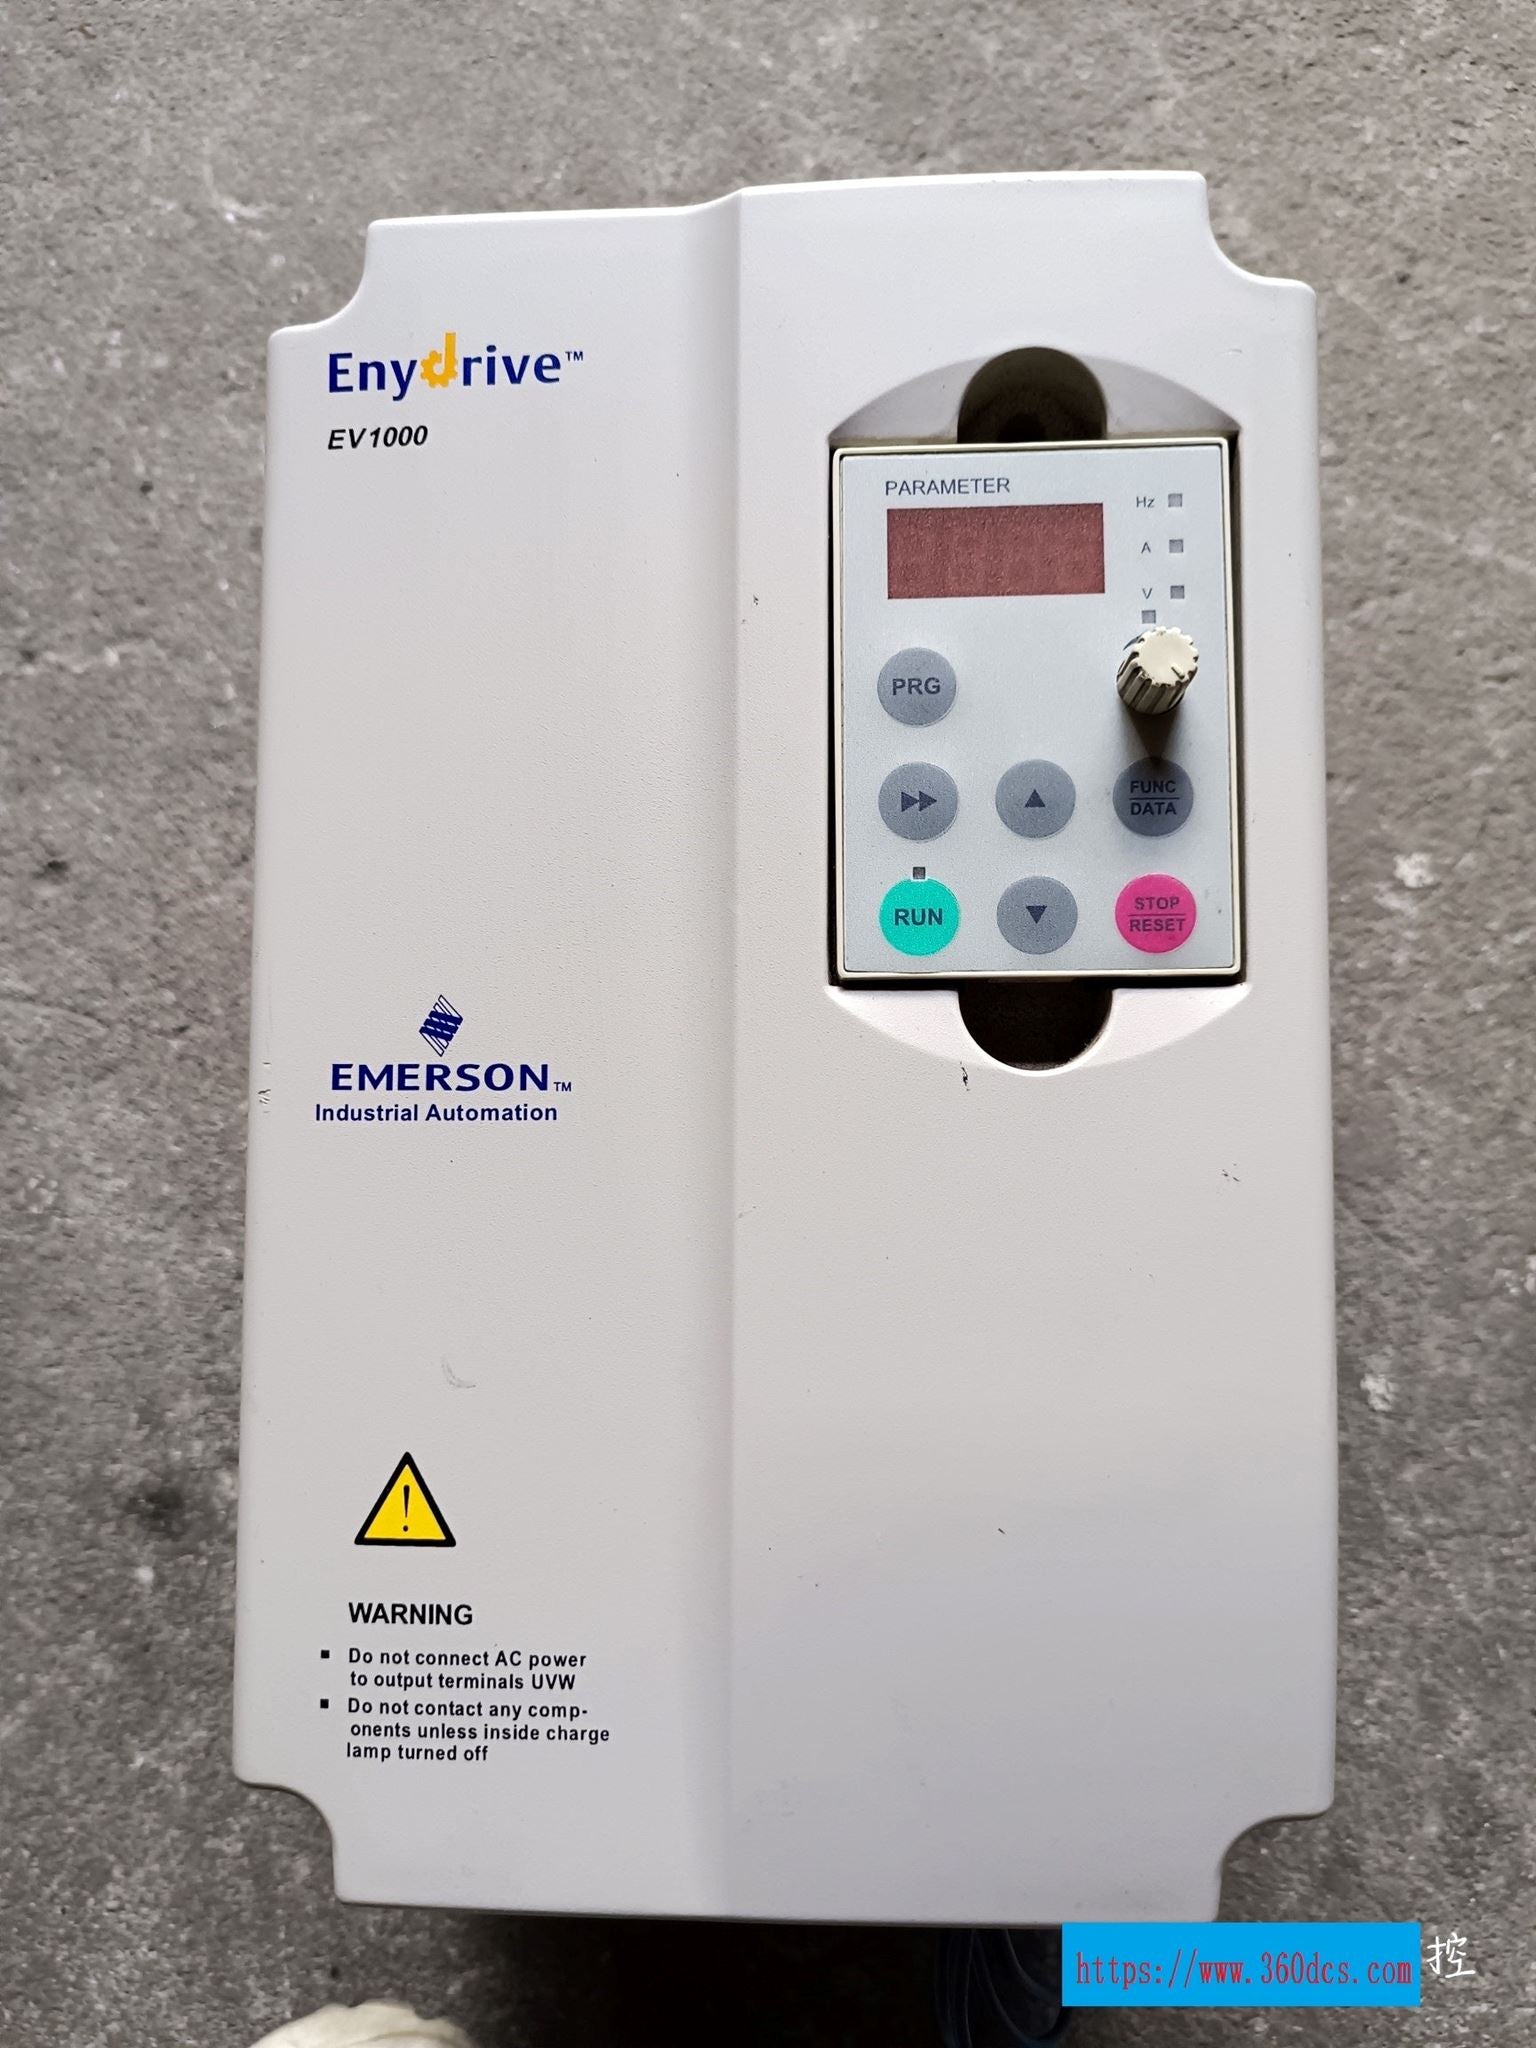 Enydrive™
EV1000
PARAMETER
Hz
A
V
PRG
FUNC
DATA
RUN
STOP
RESET
EMERSON™
Industrial Automation
!
WARNING
▪ Do not connect AC power
to output terminals UVW
▪ Do not contact any comp-
onents unless inside charge
lamp turned off
https://www.360dcs.com 控